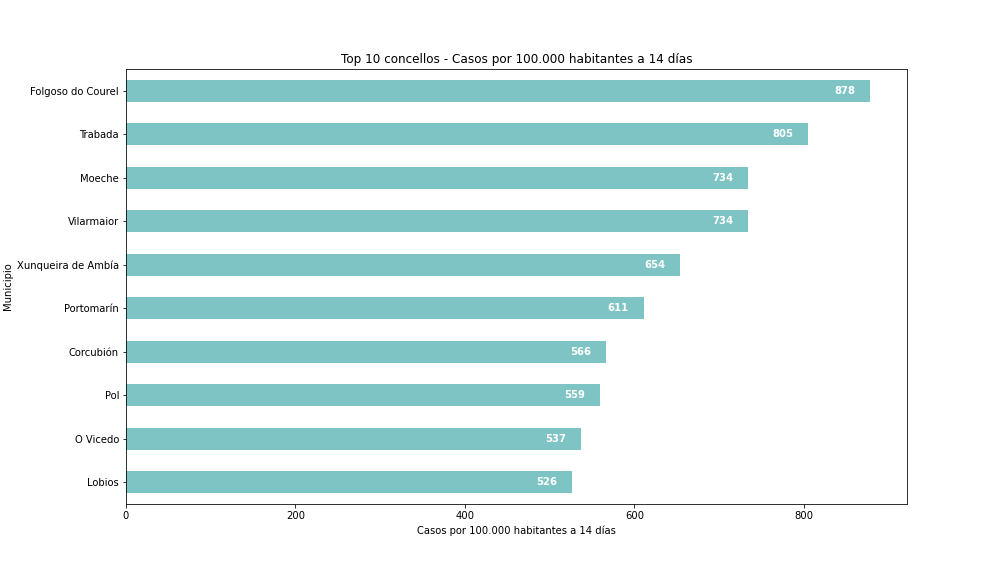 Top 10 concellos - Casos por 100.000 habitantes a 14 días
Municipio
Folgoso do Courel 878
Trabada 805
Moeche 734
Vilarmaior 734
Xunqueira de Ambía 654
Portomarín 611
Corcubión 566
Pol 559
O Vicedo 537
Lobios 526
0 200 400 600 800
Casos por 100.000 habitantes a 14 días